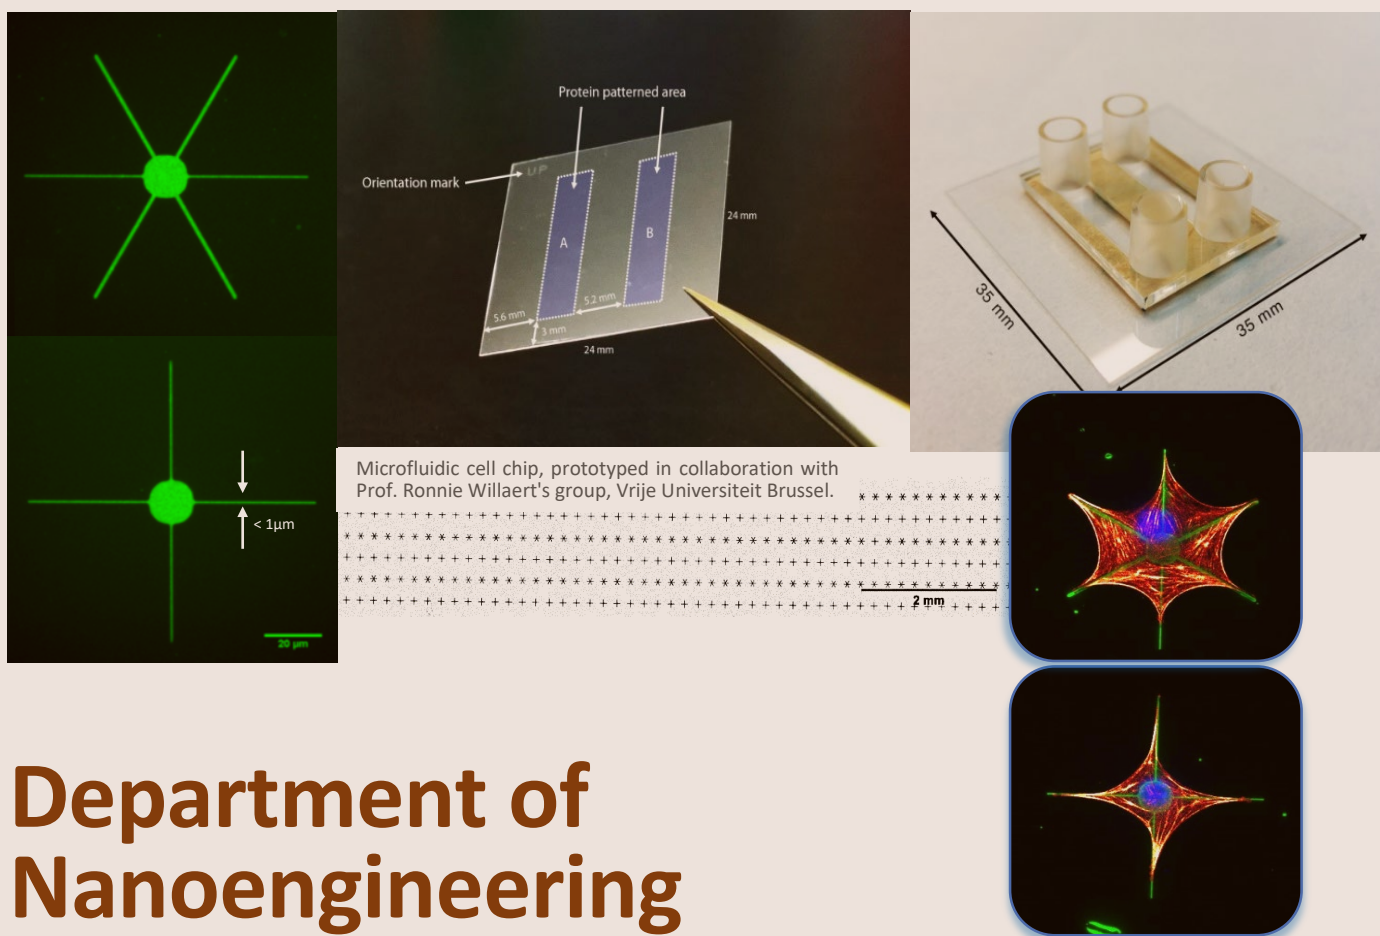 Protein patterned area
Orientation mark
UP
A
B
24 mm
5.2 mm
5.6 mm
3 mm
24 mm
35 mm
35 mm
< 1µm
20 µm
Microfluidic cell chip, prototyped in collaboration with
Prof. Ronnie Willaert's group, Vrije Universiteit Brussel.
2 mm
Department of
Nanoengineering